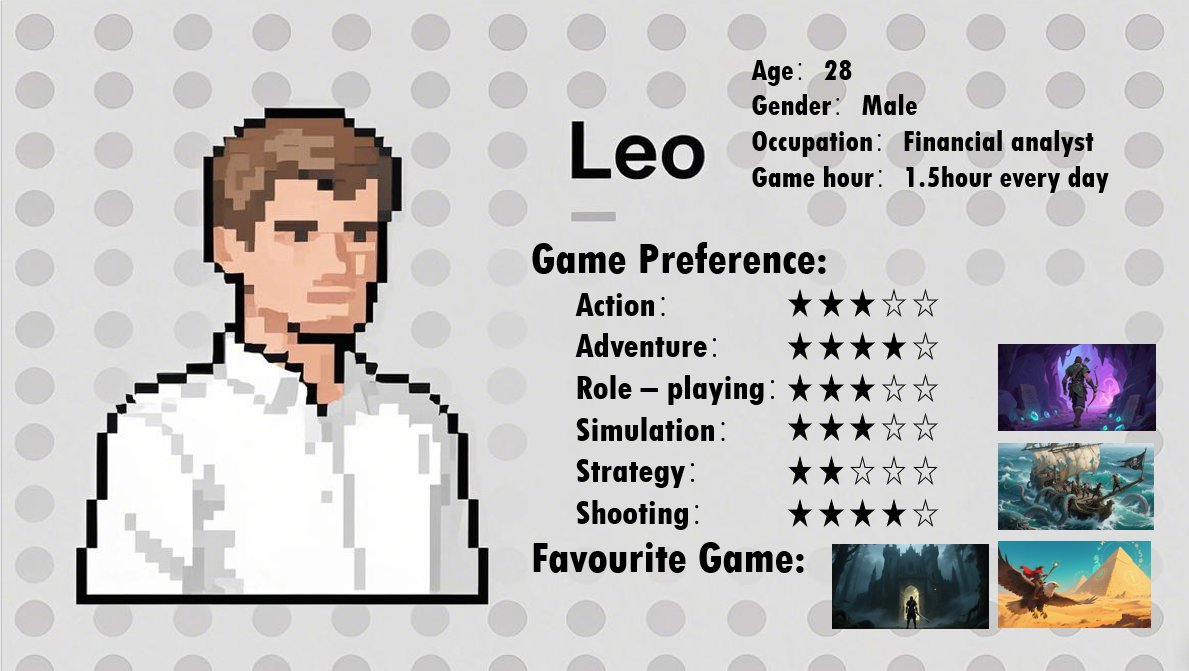 Leo
Age： 28
Gender： Male
Occupation： Financial analyst
Game hour： 1.5hour every day
Game Preference:
Action： ★★★☆☆
Adventure： ★★★★☆
Role – playing： ★★★☆☆
Simulation： ★★★☆☆
Strategy： ★★☆☆☆
Shooting： ★★★★☆
Favourite Game: